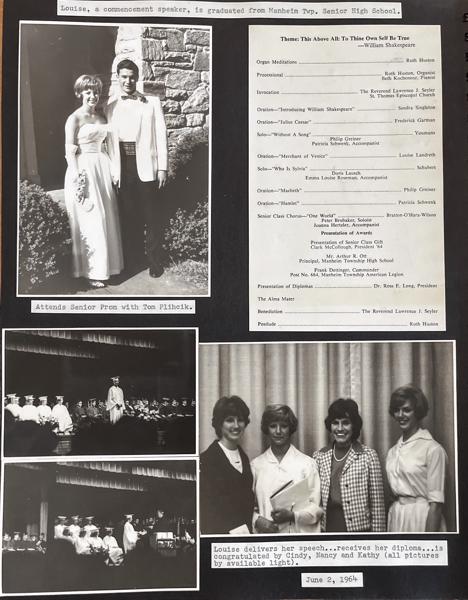 Louise, a commencement speaker, is graduated from Manheim Twp. Senior High School.
Theme: This Above All: To Thine Own Self Be True
—William Shakespeare
Organ Meditations Ruth Huston
Processional Ruth Huston, Organist
Beth Kochenour, Pianist
Invocation The Reverend Lawrence J. Seyler
St. Thomas Episcopal Church
Oration—"Introducing William Shakespeare" Sandra Singleton
Oration—"Julius Caesar" Frederick Garman
Solo—"Without A Song" Youmans
Philip Greiner
Patricia Schwenk, Accompanist
Oration—"Merchant of Venice" Louise Landreth
Solo—"Who Is Sylvia" Schubert
Doris Lausch
Emma Louise Bowman, Accompanist
Oration—"Macbeth" Philip Greiner
Oration—"Hamlet" Patricia Schwenk
Senior Class Chorus—"One World" Bratton-O'Hara-Wilson
Peter Brubaker, Soloist
Joanna Hertzler, Accompanist
Presentation of Awards
Presentation of Senior Class Gift
Clark McCullough, President '64
Mr. Arthur R. Ott
Principal, Manheim Township High School
Frank Deitinger, Commander
Post No. 664, Manheim Township American Legion
Presentation of Diplomas Dr. Ross E. Long, President
The Alma Mater
Benediction The Reverend Lawrence J. Seyler
Postlude Ruth Huston
Attends Senior Prom with Tom Plihcik.
Louise delivers her speech...receives her diploma...is
congratulated by Cindy, Nancy and Kathy (all pictures
by available light).
June 2, 1964